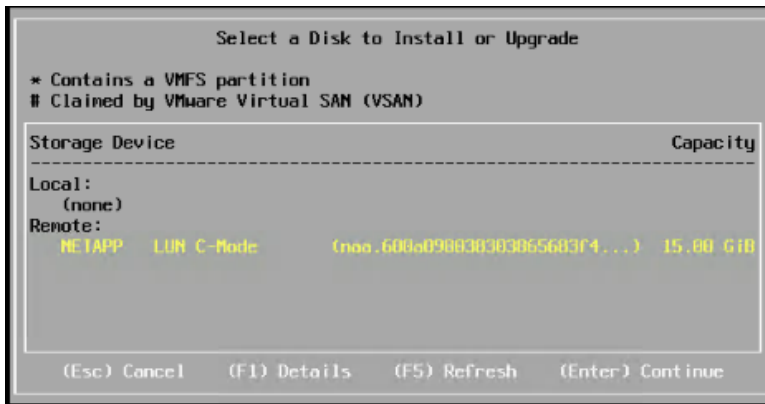 Select a Disk to Install or Upgrade
* Contains a VMFS partition
# Claimed by VMware Virtual SAN (VSAN)
Storage Device Capacity
Local:
(none)
Remote:
NETAPP LUN C-Mode (naa.600a098038303865683f4...) 15.00 GiB
(Esc) Cancel (F1) Details (F5) Refresh (Enter) Continue